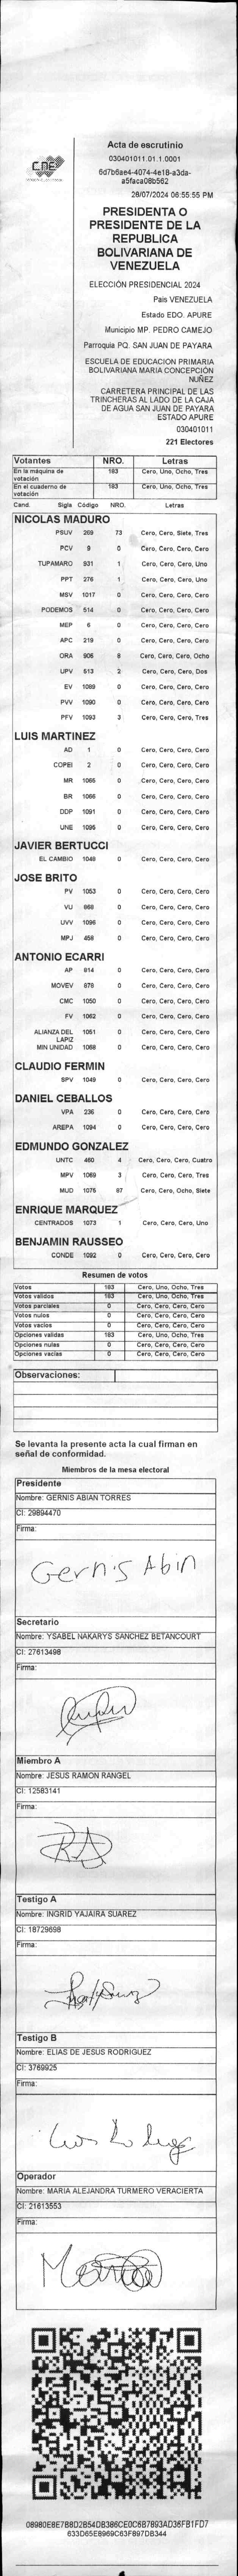 CNE
Acta de escrutinio
030401011.01.1.0001
6d7b6ae4-4074-4e18-a3da-
a5faca08b562
28/07/2024 06:55:55 PM
PRESIDENTA O
PRESIDENTE DE LA
REPUBLICA
BOLIVARIANA DE
VENEZUELA
ELECCIÓN PRESIDENCIAL 2024
Pais VENEZUELA
Estado EDO. APURE
Municipio MP. PEDRO CAMEJO
Parroquia PQ. SAN JUAN DE PAYARA
ESCUELA DE EDUCACION PRIMARIA
BOLIVARIANA MARIA CONCEPCIÓN
NUÑEZ
CARRETERA PRINCIPAL DE LAS
TRINCHERAS AL LADO DE LA CAJA
DE AGUA SAN JUAN DE PAYARA
ESTADO APURE
030401011
221 Electores
Votantes NRO. Letras
En la máquina de votación 183 Cero, Uno, Ocho, Tres
En el cuaderno de votación 183 Cero, Uno, Ocho, Tres
Cand. Sigla Código NRO. Letras
NICOLAS MADURO
PSUV 269 73 Cero, Cero, Siete, Tres
PCV 9 0 Cero, Cero, Cero, Cero
TUPAMARO 931 1 Cero, Cero, Cero, Uno
PPT 276 1 Cero, Cero, Cero, Uno
MSV 1017 0 Cero, Cero, Cero, Cero
PODEMOS 514 0 Cero, Cero, Cero, Cero
MEP 6 0 Cero, Cero, Cero, Cero
APC 219 0 Cero, Cero, Cero, Cero
ORA 906 8 Cero, Cero, Cero, Ocho
UPV 513 2 Cero, Cero, Cero, Dos
EV 1089 0 Cero, Cero, Cero, Cero
PVV 1090 0 Cero, Cero, Cero, Cero
PFV 1093 3 Cero, Cero, Cero, Tres
LUIS MARTINEZ
AD 1 0 Cero, Cero, Cero, Cero
COPEI 2 0 Cero, Cero, Cero, Cero
MR 1065 0 Cero, Cero, Cero, Cero
BR 1066 0 Cero, Cero, Cero, Cero
DDP 1091 0 Cero, Cero, Cero, Cero
UNE 1095 0 Cero, Cero, Cero, Cero
JAVIER BERTUCCI
EL CAMBIO 1048 0 Cero, Cero, Cero, Cero
JOSE BRITO
PV 1053 0 Cero, Cero, Cero, Cero
VU 868 0 Cero, Cero, Cero, Cero
UVV 1096 0 Cero, Cero, Cero, Cero
MPJ 458 0 Cero, Cero, Cero, Cero
ANTONIO ECARRI
AP 814 0 Cero, Cero, Cero, Cero
MOVEV 978 0 Cero, Cero, Cero, Cero
CMC 1050 0 Cero, Cero, Cero, Cero
FV 1062 0 Cero, Cero, Cero, Cero
ALIANZA DEL LAPIZ 1051 0 Cero, Cero, Cero, Cero
MIN UNIDAD 1068 0 Cero, Cero, Cero, Cero
CLAUDIO FERMIN
SPV 1049 0 Cero, Cero, Cero, Cero
DANIEL CEBALLOS
VPA 236 0 Cero, Cero, Cero, Cero
AREPA 1094 0 Cero, Cero, Cero, Cero
EDMUNDO GONZALEZ
UNTC 460 4 Cero, Cero, Cero, Cuatro
MPV 1069 3 Cero, Cero, Cero, Tres
MUD 1075 87 Cero, Cero, Ocho, Siete
ENRIQUE MARQUEZ
CENTRADOS 1073 1 Cero, Cero, Cero, Uno
BENJAMIN RAUSSEO
CONDE 1092 0 Cero, Cero, Cero, Cero
Resumen de votos
Votos 183 Cero, Uno, Ocho, Tres
Votos validos 183 Cero, Uno, Ocho, Tres
Votos parciales 0 Cero, Cero, Cero, Cero
Votos nulos 0 Cero, Cero, Cero, Cero
Votos vacios 0 Cero, Cero, Cero, Cero
Opciones validas 183 Cero, Uno, Ocho, Tres
Opciones nulas 0 Cero, Cero, Cero, Cero
Opciones vacias 0 Cero, Cero, Cero, Cero
Observaciones:
Se levanta la presente acta la cual firman en
señal de conformidad.
Miembros de la mesa electoral
Presidente
Nombre: GERNIS ABIAN TORRES
CI: 29894470
Firma:
Gernis Abin
Secretario
Nombre: YSABEL NAKARYS SANCHEZ BETANCOURT
CI: 27613498
Firma:
Miembro A
Nombre: JESUS RAMON RANGEL
CI: 12583141
Firma:
Testigo A
Nombre: INGRID YAJAIRA SUAREZ
CI: 18729698
Firma:
Testigo B
Nombre: ELIAS DE JESUS RODRIGUEZ
CI: 3769925
Firma:
Operador
Nombre: MARIA ALEJANDRA TURMERO VERACIERTA
CI: 21613553
Firma:
08980E8E7B8D2B54DB386CE0C6B7893AD36FB1FD7
633D65E8969C63F897DB344